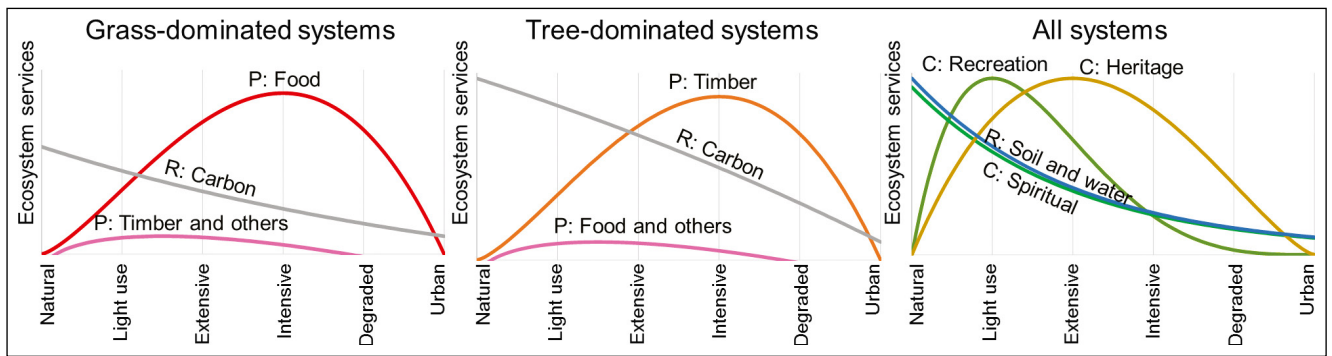 Grass-dominated systems
Ecosystem services
P: Food
R: Carbon
P: Timber and others
Natural
Light use
Extensive
Intensive
Degraded
Urban
Tree-dominated systems
P: Timber
R: Carbon
P: Food and others
Natural
Light use
Extensive
Intensive
Degraded
Urban
All systems
Ecosystem services
C: Recreation
C: Heritage
R: Soil and water
C: Spiritual
Natural
Light use
Extensive
Intensive
Degraded
Urban